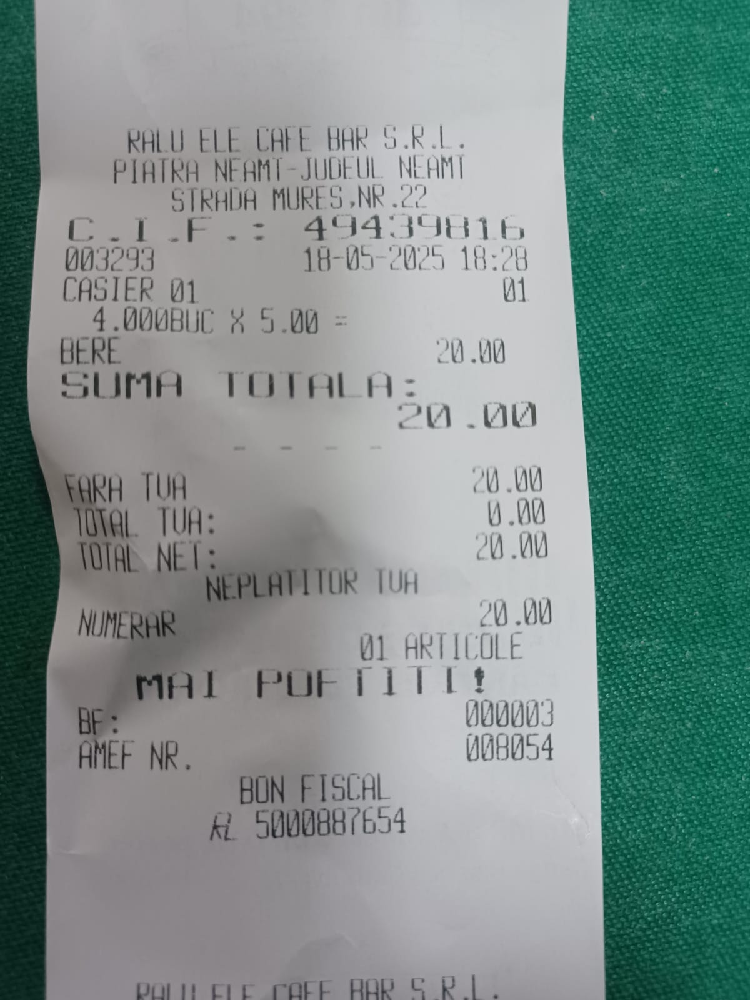 RALU ELE CAFE BAR S.R.L.
PIATRA NEAMT-JUDEUL NEAMT
STRADA MURES,NR.22
C.I.F.: 49439816
003293 18-05-2025 18:28
CASIER 01 01
4.000BUC X 5.00 =
BERE 20.00
SUMA TOTALA:
20.00
- - - -
FARA TVA 20.00
TOTAL TVA: 0.00
TOTAL NET: 20.00
NEPLATITOR TVA
NUMERAR 20.00
01 ARTICOLE
MAI POFTITI!
BF: 000003
AMEF NR. 008054
BON FISCAL
5000887654
RALU ELE CAFE BAR S.R.L.